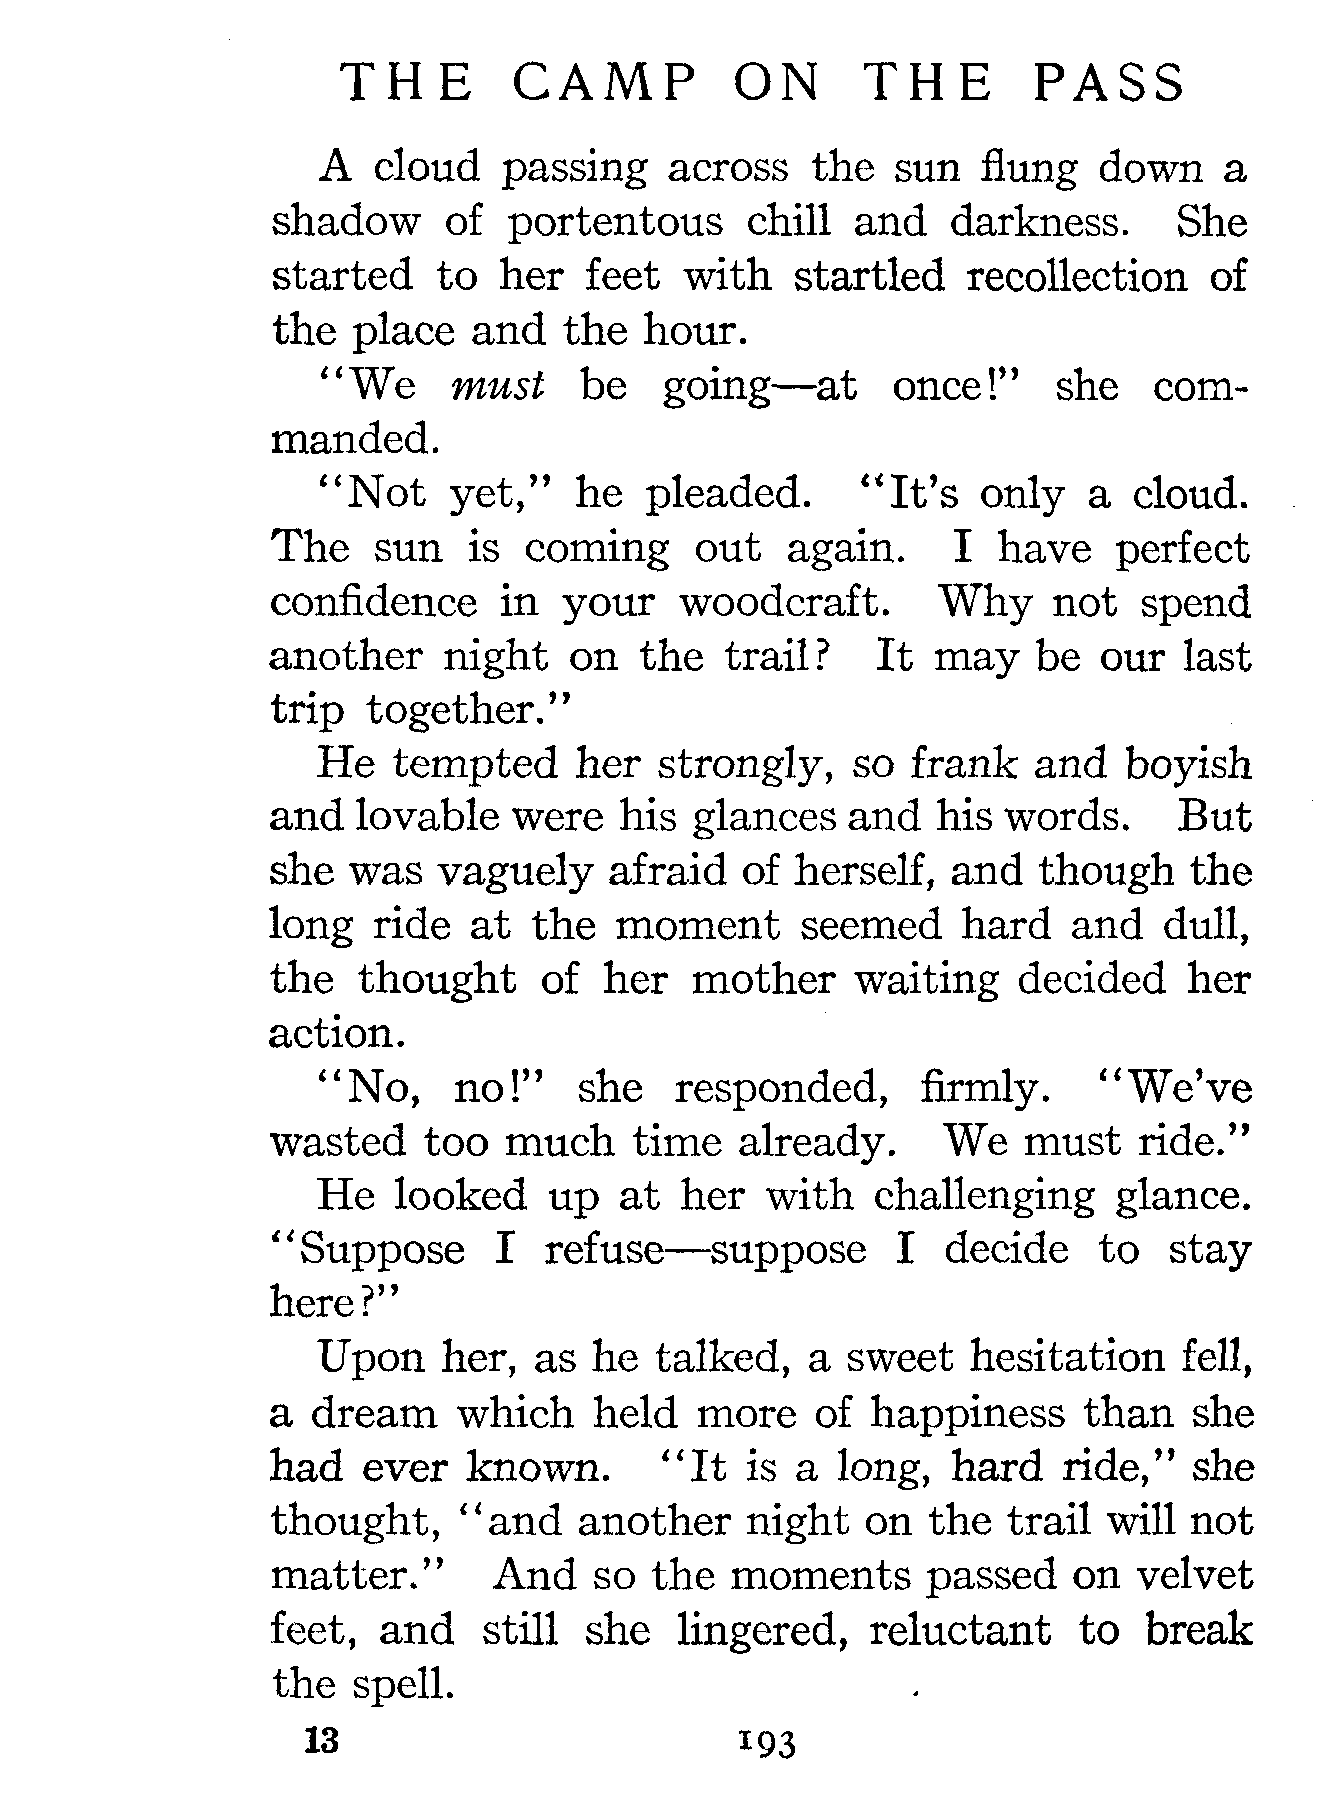 THE CAMP ON THE PASS
A cloud passing across the sun flung down a
shadow of portentous chill and darkness. She
started to her feet with startled recollection of
the place and the hour.
“We must be going—at once!” she com-
manded.
“Not yet,” he pleaded. “It’s only a cloud.
The sun is coming out again. I have perfect
confidence in your woodcraft. Why not spend
another night on the trail? It may be our last
trip together.”
He tempted her strongly, so frank and boyish
and lovable were his glances and his words. But
she was vaguely afraid of herself, and though the
long ride at the moment seemed hard and dull,
the thought of her mother waiting decided her
action.
“No, no!” she responded, firmly. “We’ve
wasted too much time already. We must ride.”
He looked up at her with challenging glance.
“Suppose I refuse—suppose I decide to stay
here?”
Upon her, as he talked, a sweet hesitation fell,
a dream which held more of happiness than she
had ever known. “It is a long, hard ride,” she
thought, “and another night on the trail will not
matter.” And so the moments passed on velvet
feet, and still she lingered, reluctant to break
the spell.
13 193